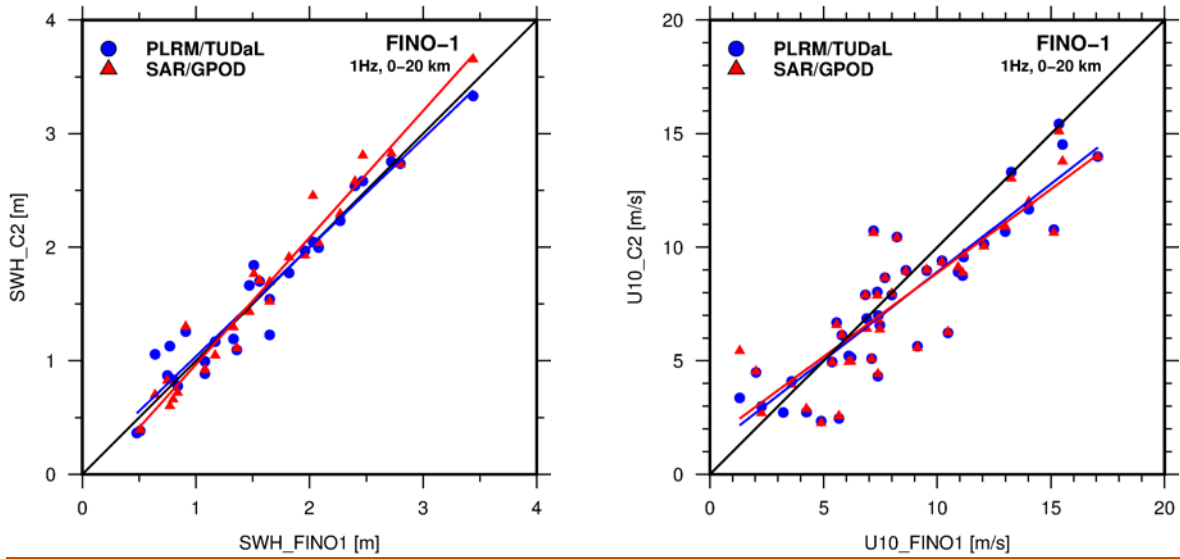 4
3
2
1
0
SWH_C2 [m]
PLRM/TUDaL
SAR/GPOD
FINO−1
1Hz, 0−20 km
0 1 2 3 4
SWH_FINO1 [m]
20
15
10
5
0
U10_C2 [m/s]
PLRM/TUDaL
SAR/GPOD
FINO−1
1Hz, 0−20 km
0 5 10 15 20
U10_FINO1 [m/s]